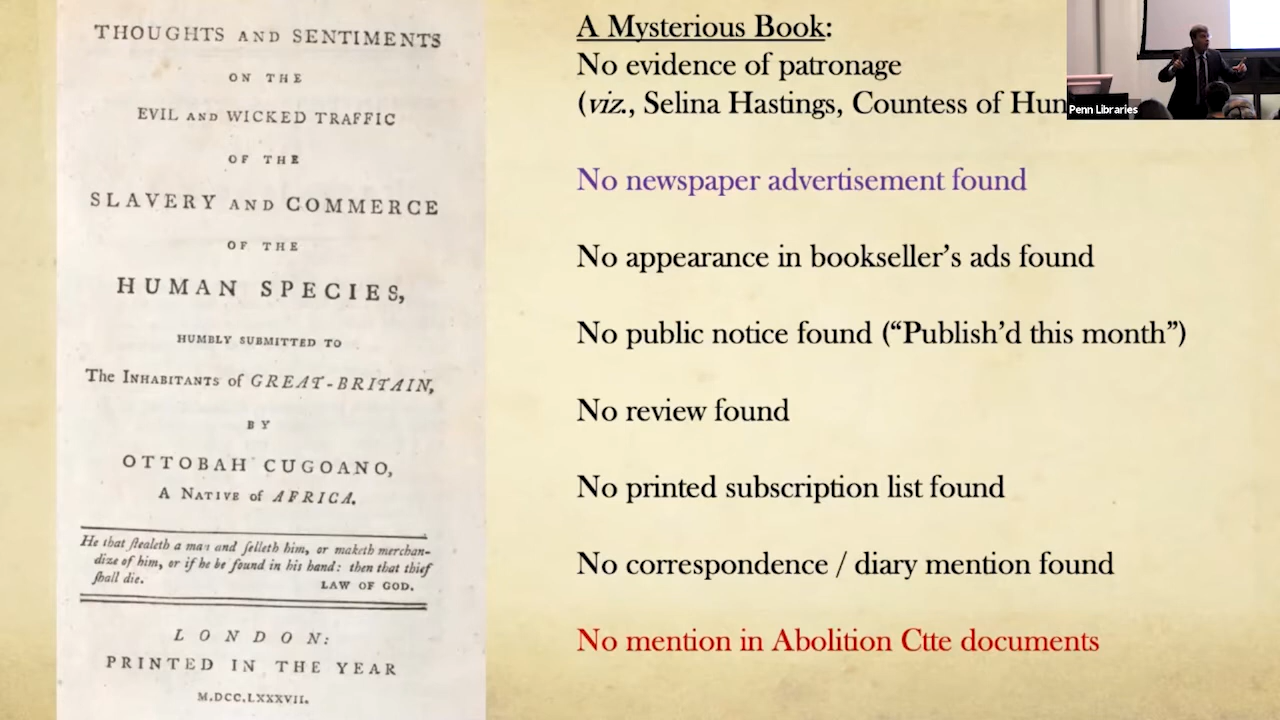 THOUGHTS AND SENTIMENTS
ON THE
EVIL AND WICKED TRAFFIC
OF THE
SLAVERY AND COMMERCE
OF THE
HUMAN SPECIES,
HUMBLY SUBMITTED TO
The INHABITANTS of GREAT-BRITAIN,
BY
OTTOBAH CUGOANO,
A NATIVE of AFRICA.
He that ſtealeth a man and ſelleth him, or maketh merchan-
dize of him, or if he be found in his hand: then that thief
ſhall die.
LAW OF GOD.
LONDON:
PRINTED IN THE YEAR
M.DCC.LXXXVII.
A Mysterious Book:
No evidence of patronage
(viz., Selina Hastings, Countess of Hun
No newspaper advertisement found
No appearance in bookseller’s ads found
No public notice found (“Publish’d this month”)
No review found
No printed subscription list found
No correspondence / diary mention found
No mention in Abolition Ctte documents
Penn Libraries